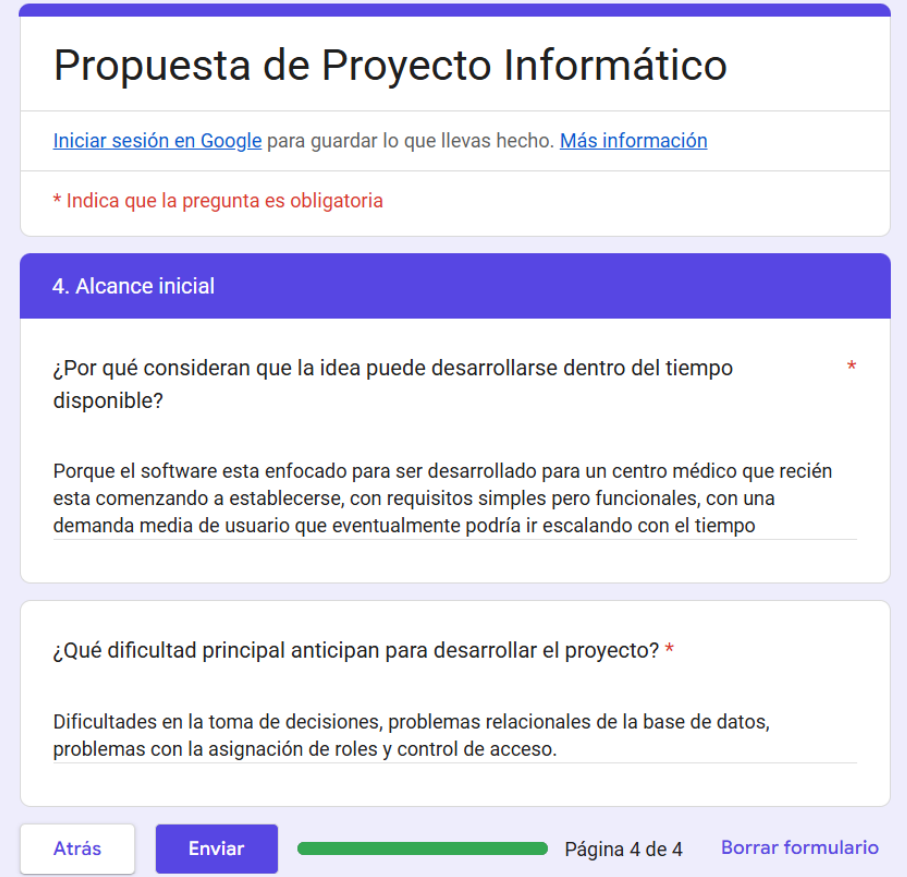 Propuesta de Proyecto Informático
Iniciar sesión en Google para guardar lo que llevas hecho. Más información
* Indica que la pregunta es obligatoria
4. Alcance inicial
¿Por qué consideran que la idea puede desarrollarse dentro del tiempo *
disponible?
Porque el software esta enfocado para ser desarrollado para un centro médico que recién
esta comenzando a establecerse, con requisitos simples pero funcionales, con una
demanda media de usuario que eventualmente podría ir escalando con el tiempo
¿Qué dificultad principal anticipan para desarrollar el proyecto? *
Dificultades en la toma de decisiones, problemas relacionales de la base de datos,
problemas con la asignación de roles y control de acceso.
Atrás Enviar Página 4 de 4 Borrar formulario